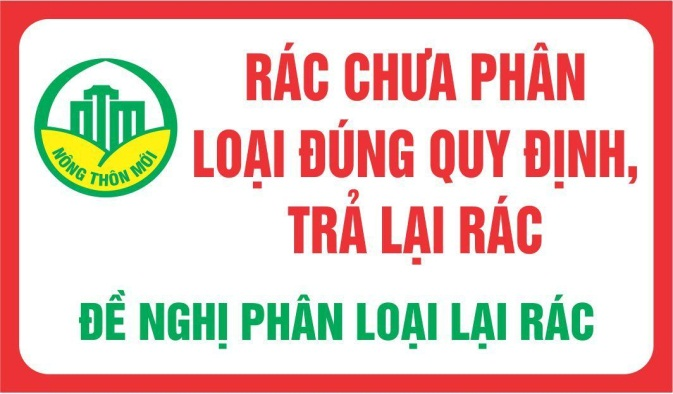 RÁC CHƯA PHÂN
LOẠI ĐÚNG QUY ĐỊNH,
TRẢ LẠI RÁC
NTM
NÔNG THÔN MỚI
ĐỀ NGHỊ PHÂN LOẠI LẠI RÁC